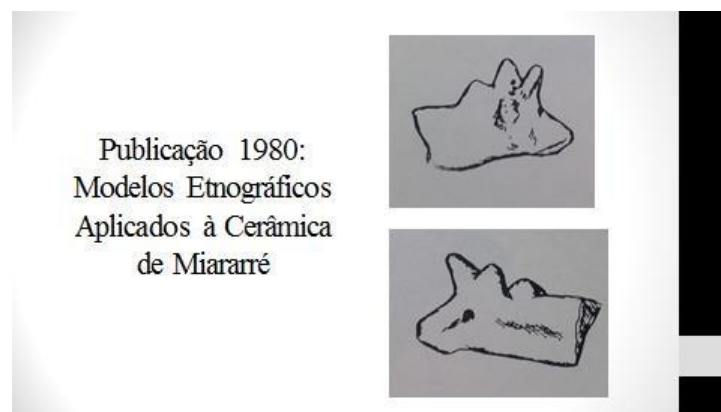 Publicação 1980:
Modelos Etnográficos
Aplicados à Cerâmica
de Miararré